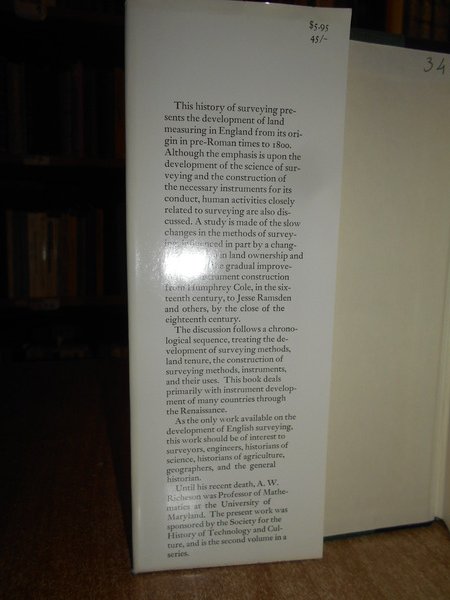 $5.95
45/-
34
This history of surveying pre-
sents the development of land
measuring in England from its ori-
gin in pre-Roman times to 1800.
Although the emphasis is upon the
development of the science of sur-
veying and the construction of
the necessary instruments for its
conduct, human activities closely
related to surveying are also dis-
cussed. A study is made of the slow
changes in the methods of survey-
ing, influenced in part by a chang-
in land ownership and
gradual improve-
construction
from Humphrey Cole, in the six-
teenth century, to Jesse Ramsden
and others, by the close of the
eighteenth century.
The discussion follows a chrono-
logical sequence, treating the de-
velopment of surveying methods,
land tenure, the construction of
surveying methods, instruments,
and their uses. This book deals
primarily with instrument develop-
ment of many countries through
the Renaissance.
As the only work available on the
development of English surveying,
this work should be of interest to
surveyors, engineers, historians of
science, historians of agriculture,
geographers, and the general
historian.
Until his recent death, A. W.
Richeson was Professor of Mathe-
matics at the University of
Maryland. The present work was
sponsored by the Society for the
History of Technology and Cul-
ture, and is the second volume in a
series.